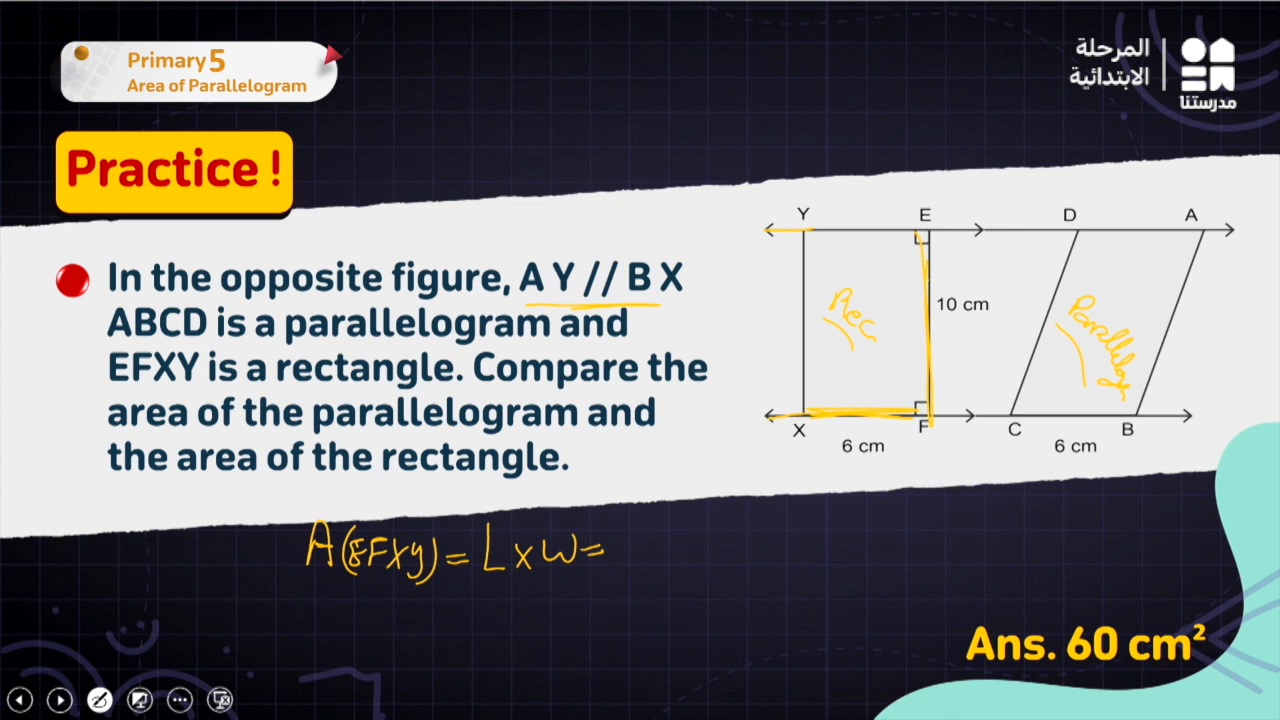 Primary 5
Area of Parallelogram
المرحلة
الابتدائية
مدرستنا
Practice !
In the opposite figure, A Y // B X
ABCD is a parallelogram and
EFXY is a rectangle. Compare the
area of the parallelogram and
the area of the rectangle.
Y E D A
10 cm
Rec
Parallelogr
X F C B
6 cm 6 cm
A(EFXY) = L x W =
Ans. 60 cm²